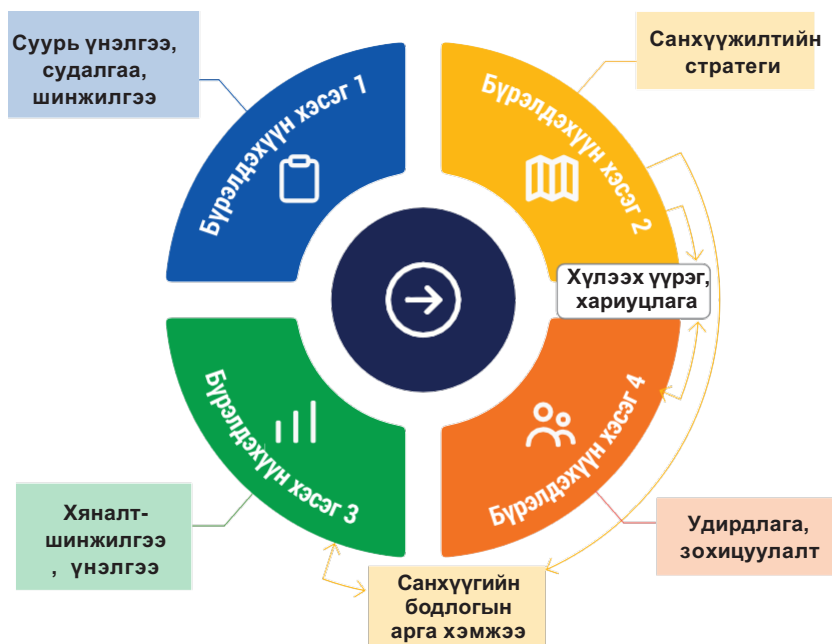 Суурь үнэлгээ,
судалгаа,
шинжилгээ
Бүрэлдэхүүн хэсэг 1
Санхүүжилтийн
стратеги
Бүрэлдэхүүн хэсэг 2
Хүлээх үүрэг,
хариуцлага
Бүрэлдэхүүн хэсэг 3
Хяналт-
шинжилгээ
, үнэлгээ
Бүрэлдэхүүн хэсэг 4
Удирдлага,
зохицуулалт
Санхүүгийн
бодлогын
арга хэмжээ